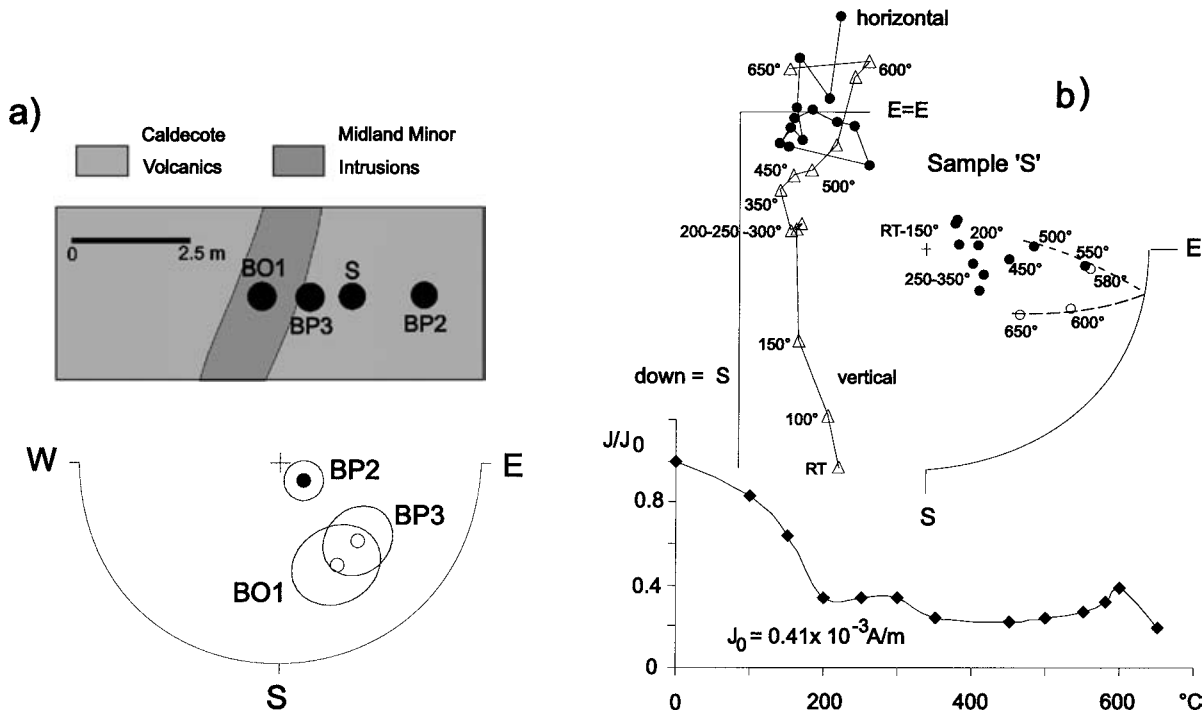 a)
Caldecote
Volcanics
Midland Minor
Intrusions
0
2.5 m
BO1
S
BP3
BP2
W
E
BP2
BP3
BO1
S
b)
horizontal
650°
600°
E=E
Sample 'S'
450°
500°
350°
200-250-300°
RT-150°
200°
500°
550°
E
250-350°
450°
580°
650°
600°
150°
down = S
vertical
100°
RT
S
J/J0
0.8
0.4
0
J0 = 0.41x 10-3A/m
0
200
400
600
°C